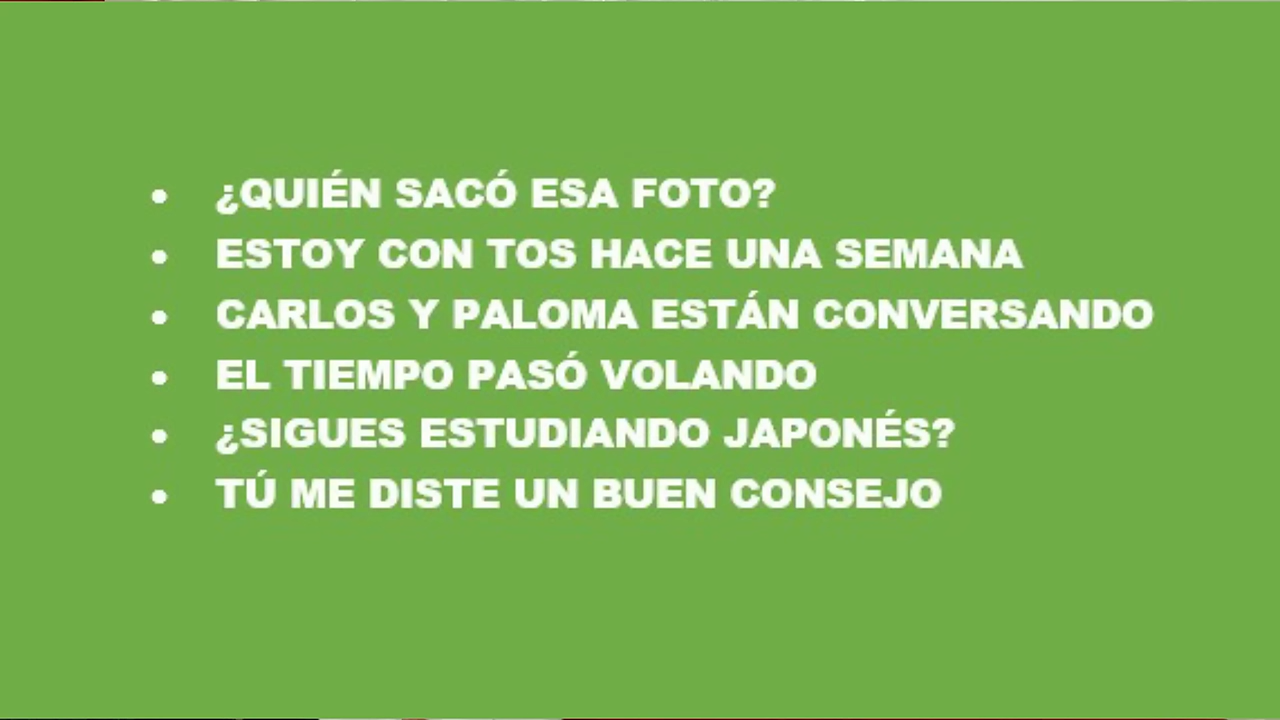 • ¿QUIÉN SACÓ ESA FOTO?
• ESTOY CON TOS HACE UNA SEMANA
• CARLOS Y PALOMA ESTÁN CONVERSANDO
• EL TIEMPO PASÓ VOLANDO
• ¿SIGUES ESTUDIANDO JAPONÉS?
• TÚ ME DISTE UN BUEN CONSEJO